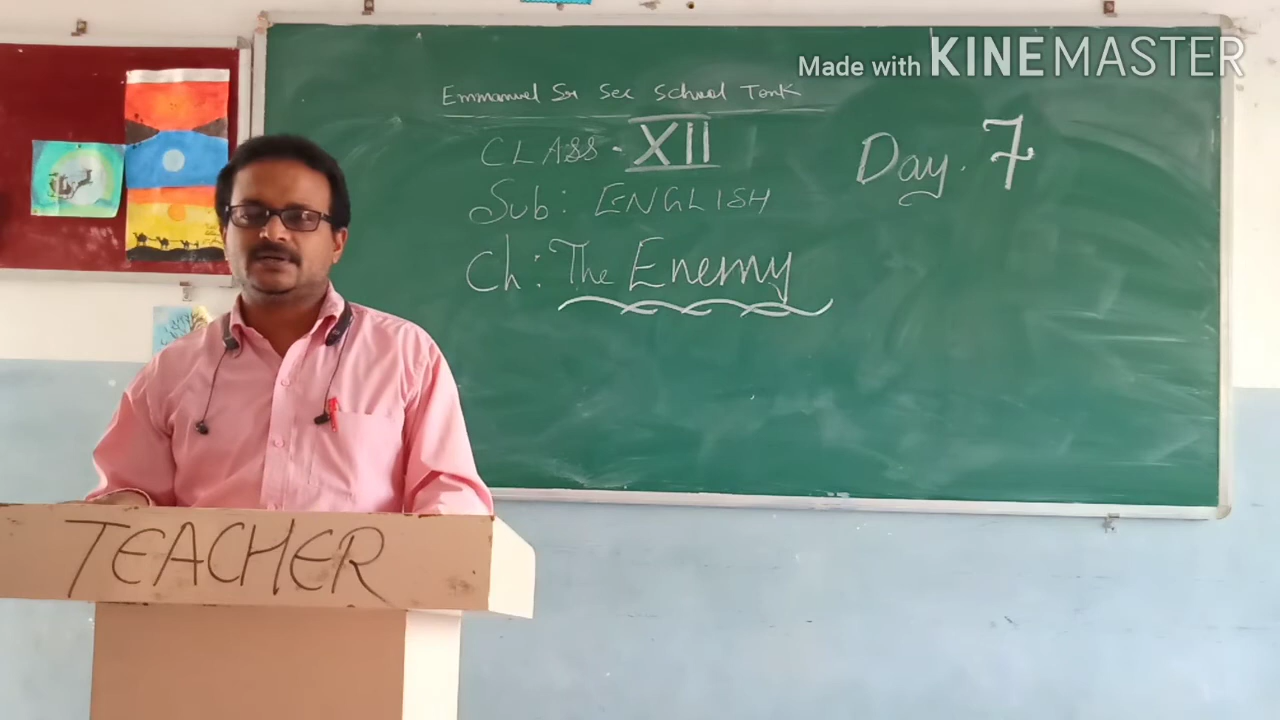 Made with KINEMASTER
Emmanuel Sr Sec School Tonk
CLASS - XII
Day. 7
Sub: ENGLISH
Ch: The Enemy
TEACHER